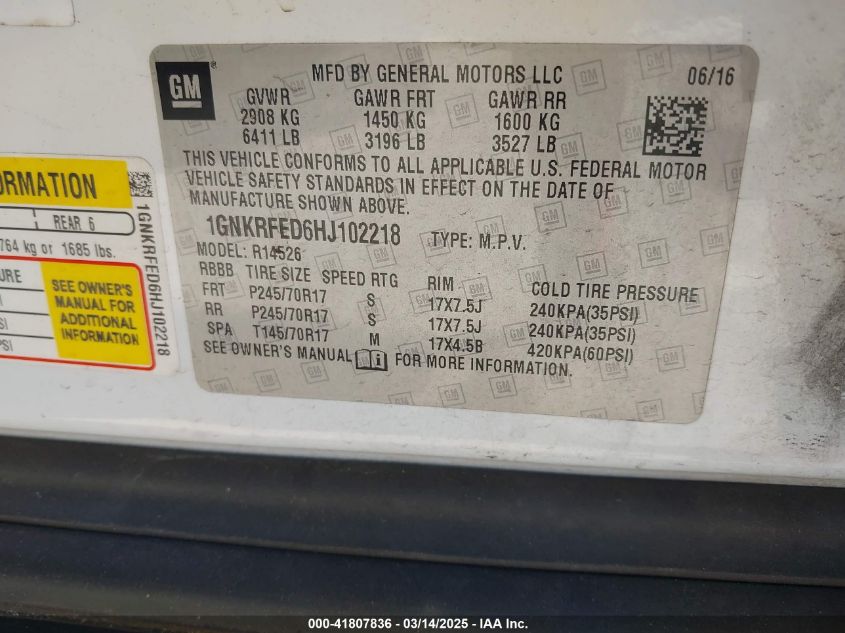 GM
MFD BY GENERAL MOTORS LLC
06/16
GVWR GAWR FRT GAWR RR
2908 KG 1450 KG 1600 KG
6411 LB 3196 LB 3527 LB
THIS VEHICLE CONFORMS TO ALL APPLICABLE U.S. FEDERAL MOTOR
VEHICLE SAFETY STANDARDS IN EFFECT ON THE DATE OF
MANUFACTURE SHOWN ABOVE.
1GNKRFED6HJ102218 TYPE: M.P.V.
MODEL: R14526
RBBB TIRE SIZE SPEED RTG RIM COLD TIRE PRESSURE
FRT P245/70R17 S 17X7.5J 240KPA(35PSI)
RR P245/70R17 S 17X7.5J 240KPA(35PSI)
SPA T145/70R17 M 17X4.5B 420KPA(60PSI)
SEE OWNER'S MANUAL FOR MORE INFORMATION.
REAR 6
lbs.
764 kg or 1685
SEE OWNER'S
MANUAL FOR
ADDITIONAL
INFORMATION
1GNKRFED6HJ102218
000-41807836 - 03/14/2025 - IAA Inc.